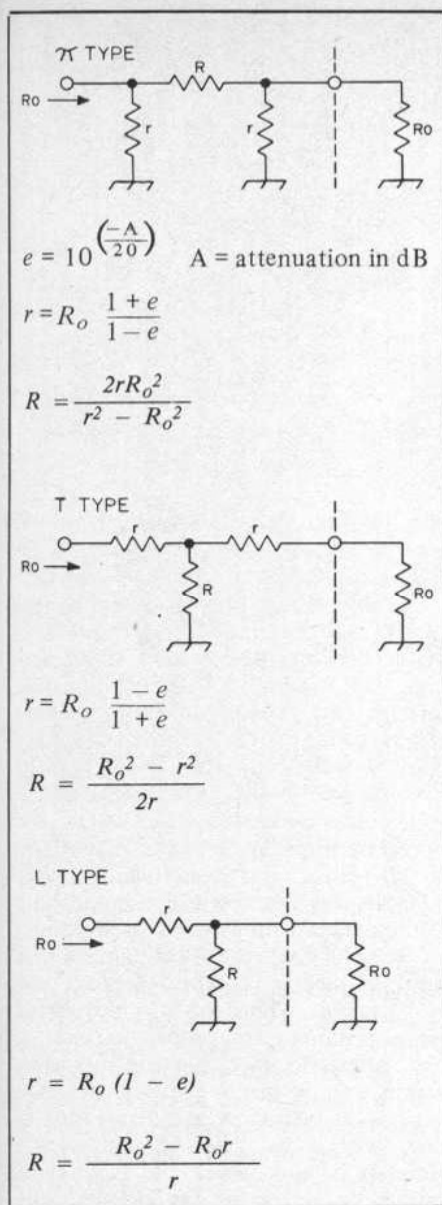 π TYPE
R
Ro
r
r
Ro
e = 10^(-A/20) A = attenuation in dB
r = Ro (1 + e)/(1 − e)
R = 2rRo²/(r² − Ro²)
T TYPE
r
r
Ro
R
Ro
r = Ro (1 − e)/(1 + e)
R = (Ro² − r²)/2r
L TYPE
r
Ro
R
Ro
r = Ro (1 − e)
R = (Ro² − Ror)/r